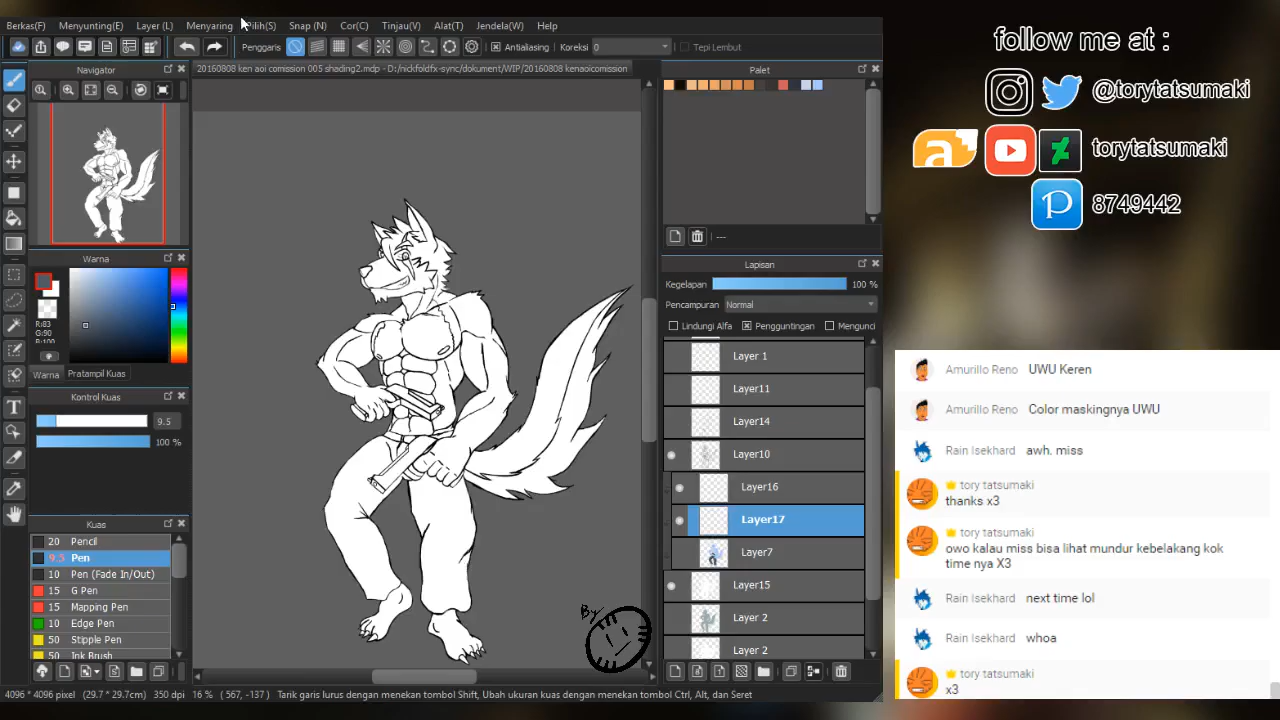 Berkas(F) Menyunting(E) Layer (L) Menyaring Pilih(S) Snap (N) Cor(C) Tinjau(V) Alat(T) Jendela(W) Help
Penggaris Antialiasing Koreksi 0 Tepi Lembut
Navigator
20160808 ken aoi comission 005 shading2.mdp - D:/nickfoldfx-sync/dokument/WIP/20160808 kenaoicomission
Warna
R:83
G:90
B:100
Warna Pratampil Kuas
Kontrol Kuas
9.5
100 %
Kuas
20 Pencil
9.5 Pen
10 Pen (Fade In/Out)
15 G Pen
15 Mapping Pen
10 Edge Pen
50 Stipple Pen
50 Ink Brush
By
Palet
---
Lapisan
Kegelapan 100 %
Pencampuran Normal
Lindungi Alfa Pengguntingan Mengunci
Layer 1
Layer11
Layer14
Layer10
Layer16
Layer17
Layer7
Layer15
Layer 2
Layer 2
4096 * 4096 pixel (29.7 * 29.7cm) 350 dpi 16 % (567, -137) Tarik garis lurus dengan menekan tombol Shift, Ubah ukuran kuas dengan menekan tombol Ctrl, Alt, dan Seret
follow me at :
@torytatsumaki
a torytatsumaki
P 8749442
Amurillo Reno UWU Keren
Amurillo Reno Color maskingnya UWU
Rain Isekhard awh. miss
tory tatsumaki
thanks x3
tory tatsumaki
owo kalau miss bisa lihat mundur kebelakang kok
time nya X3
Rain Isekhard next time lol
Rain Isekhard whoa
tory tatsumaki
x3